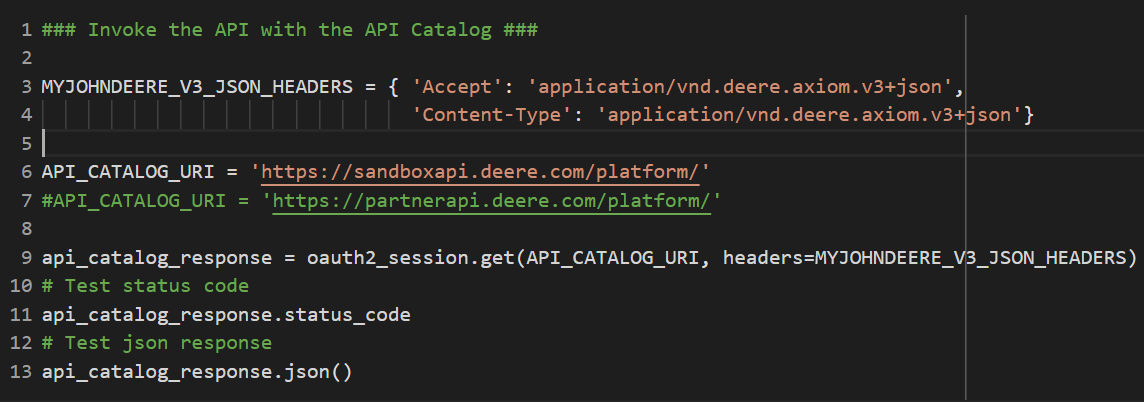 1 ### Invoke the API with the API Catalog ###
2
3 MYJOHNDEERE_V3_JSON_HEADERS = { 'Accept': 'application/vnd.deere.axiom.v3+json',
4                                 'Content-Type': 'application/vnd.deere.axiom.v3+json'}
5
6 API_CATALOG_URI = 'https://sandboxapi.deere.com/platform/'
7 #API_CATALOG_URI = 'https://partnerapi.deere.com/platform/'
8
9 api_catalog_response = oauth2_session.get(API_CATALOG_URI, headers=MYJOHNDEERE_V3_JSON_HEADERS)
10 # Test status code
11 api_catalog_response.status_code
12 # Test json response
13 api_catalog_response.json()